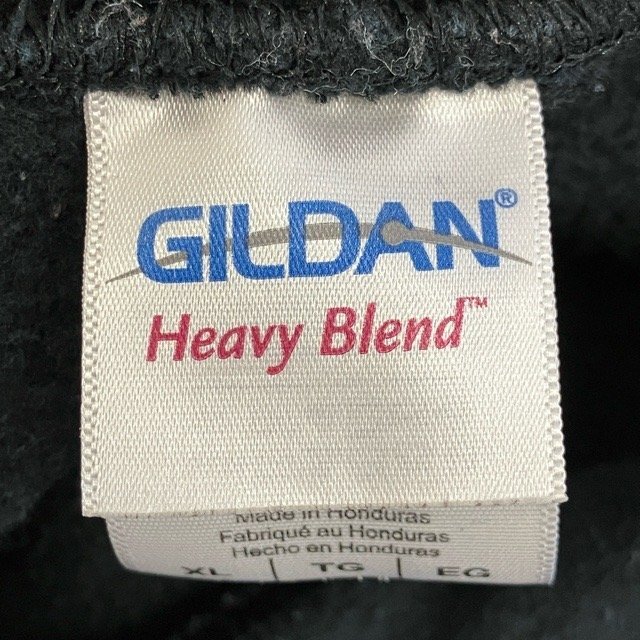 GILDAN®
Heavy Blend™
Made in Honduras
Fabriqué au Honduras
Hecho en Honduras
XL TG EG